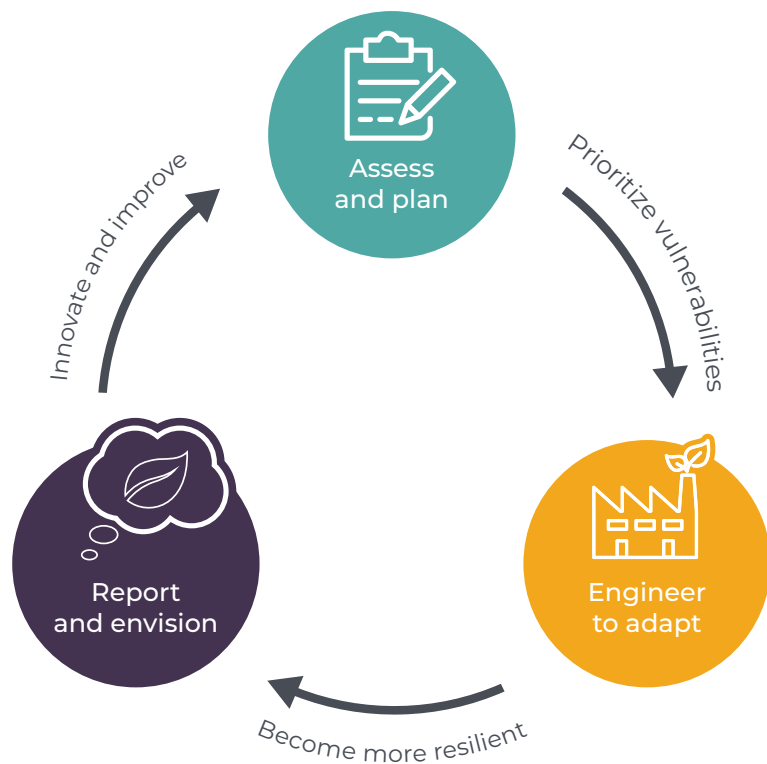 Assess
and plan
Prioritize vulnerabilities
Engineer
to adapt
Become more resilient
Report
and envision
Innovate and improve